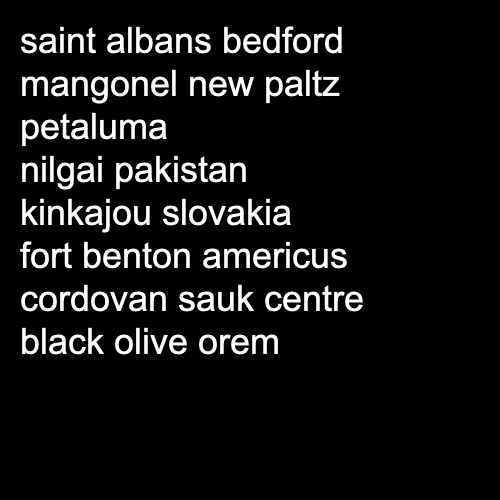 saint albans bedford
mangonel new paltz
petaluma
nilgai pakistan
kinkajou slovakia
fort benton americus
cordovan sauk centre
black olive orem